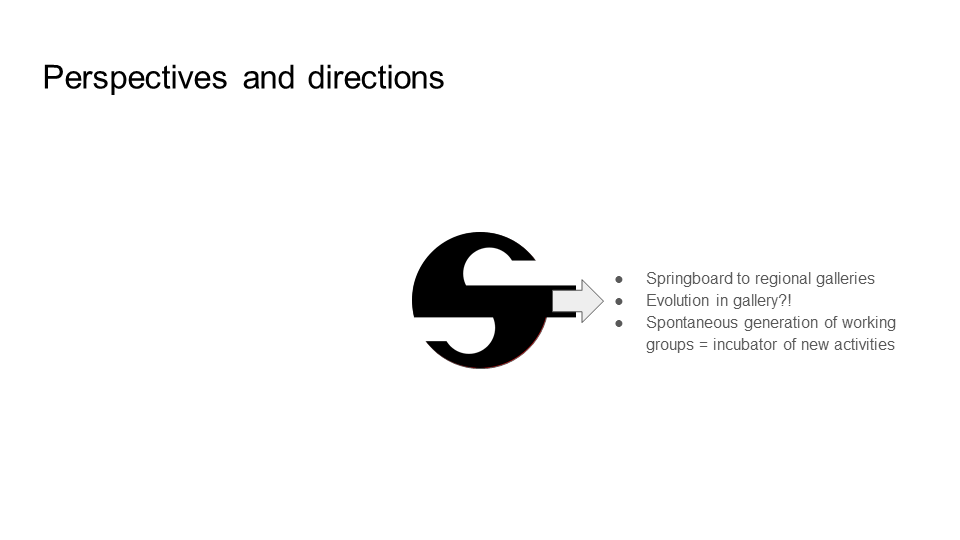 Perspectives and directions
● Springboard to regional galleries
● Evolution in gallery?!
● Spontaneous generation of working
groups = incubator of new activities